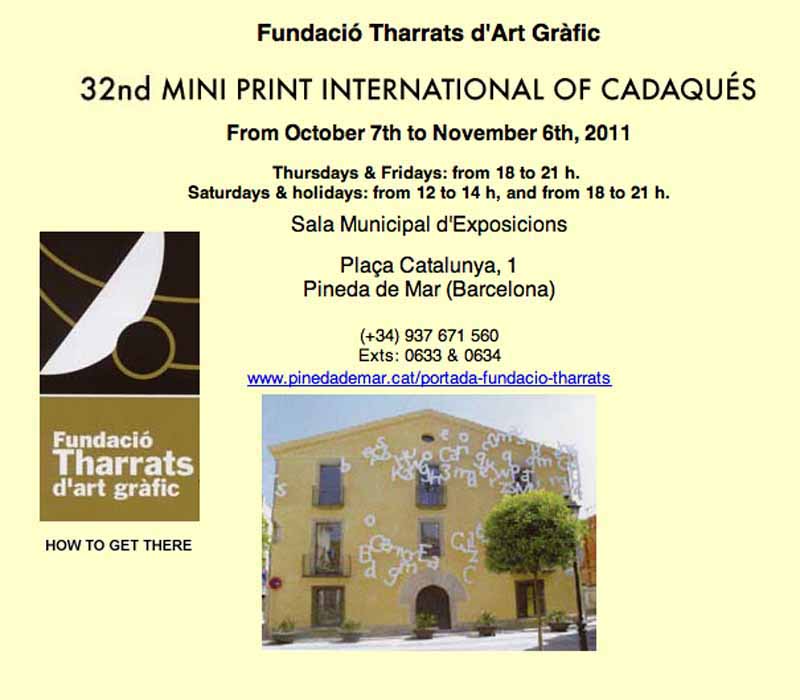 Fundació Tharrats d'Art Gràfic
32nd MINI PRINT INTERNATIONAL OF CADAQUÉS
From October 7th to November 6th, 2011
Thursdays & Fridays: from 18 to 21 h.
Saturdays & holidays: from 12 to 14 h, and from 18 to 21 h.
Sala Municipal d'Exposicions
Plaça Catalunya, 1
Pineda de Mar (Barcelona)
(+34) 937 671 560
Exts: 0633 & 0634
www.pinedademar.cat/portada-fundacio-tharrats
Fundació
Tharrats
d'art gràfic
HOW TO GET THERE